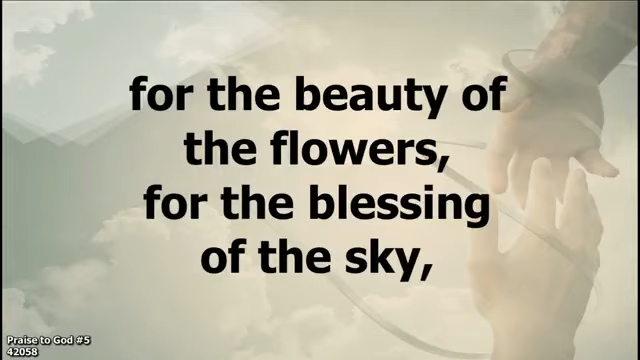 for the beauty of
the flowers,
for the blessing
of the sky,
Praise to God #5
42058